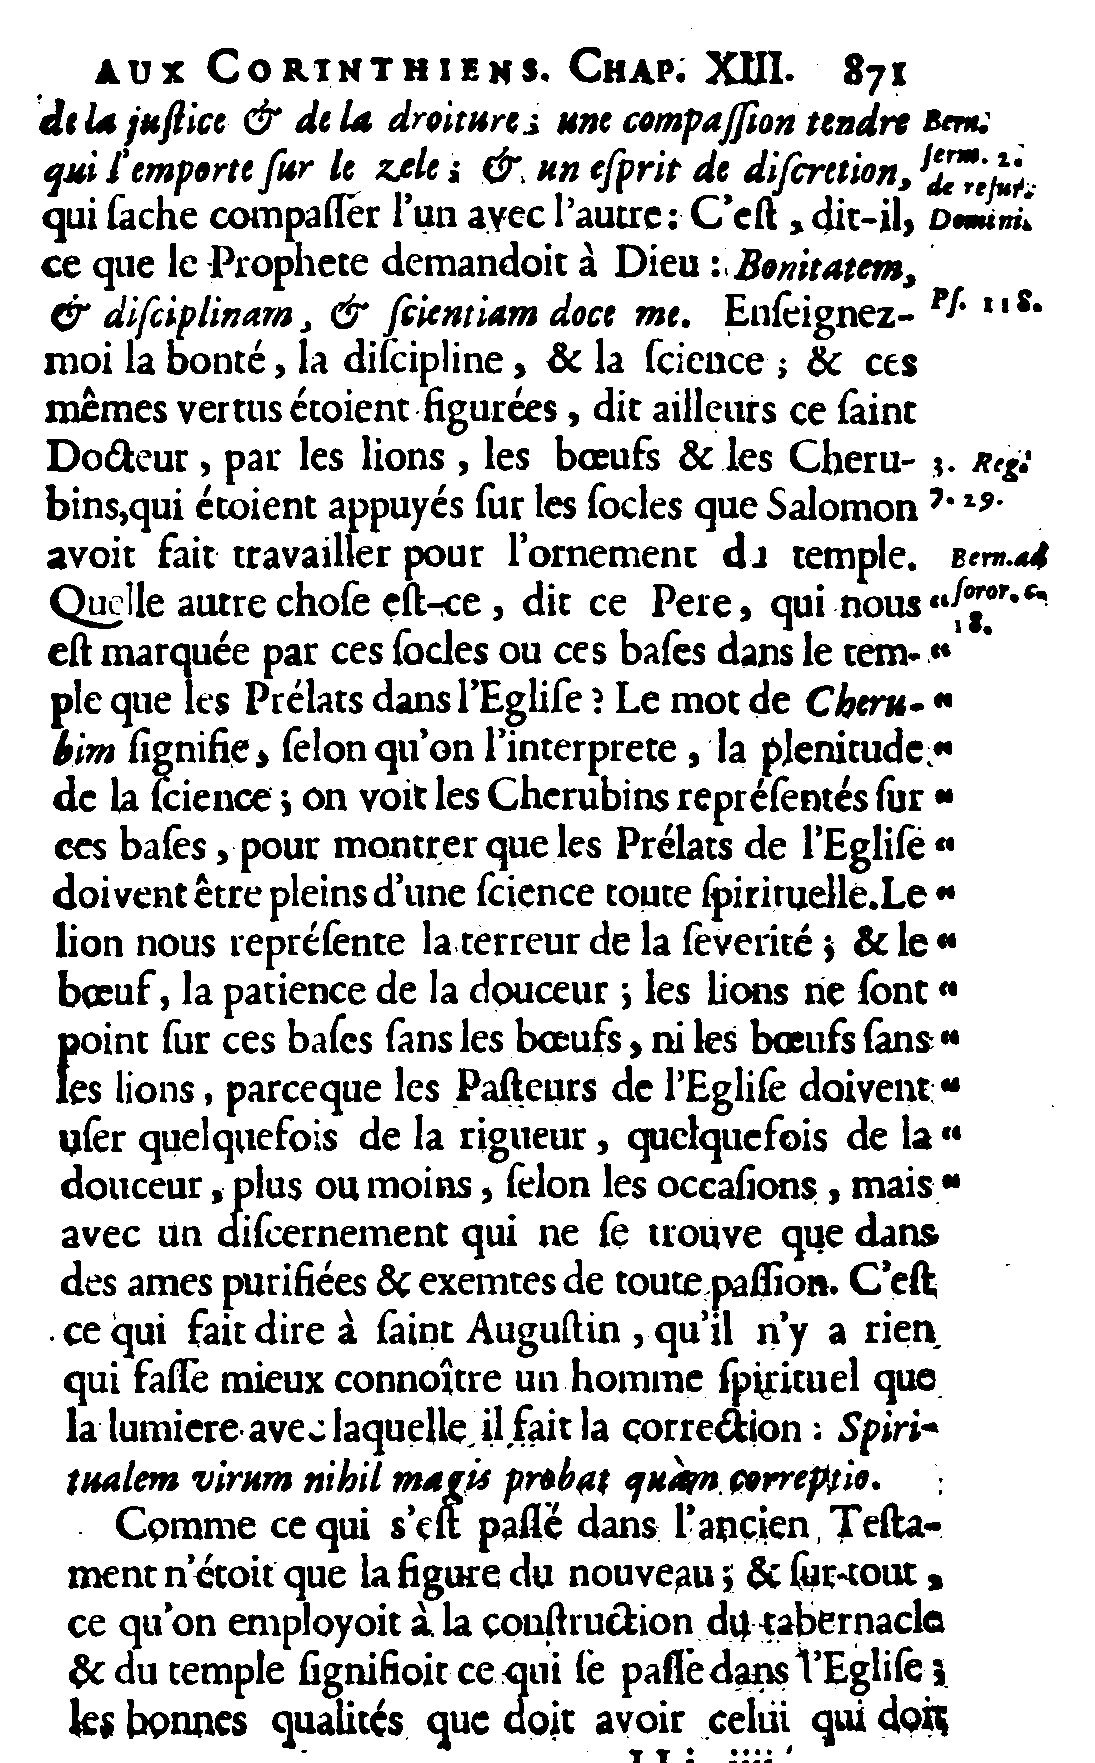 AUX CORINTHIENS. CHAP. XIII. 871
de la juſtice & de la droiture; une compaſſion tendre
qui l'emporte ſur le zele; & un eſprit de diſcretion,
qui ſache compaſſer l'un avec l'autre: C'eſt, dit-il,
ce que le Prophete demandoit à Dieu: Bonitatem,
& diſciplinam, & ſcientiam doce me. Enſeignez-
moi la bonté, la diſcipline, & la ſcience; & ces
mêmes vertus étoient figurées, dit ailleurs ce ſaint
Docteur, par les lions, les bœufs & les Cheru-
bins, qui étoient appuyés ſur les ſocles que Salomon
avoit fait travailler pour l'ornement du temple.
Quelle autre choſe eſt-ce, dit ce Pere, qui nous “
eſt marquée par ces ſocles ou ces baſes dans le tem- “
ple que les Prélats dans l'Egliſe? Le mot de Cheru- “
bim ſignifie, ſelon qu'on l'interprete, la plenitude “
de la ſcience; on voit les Cherubins repréſentés ſur “
ces baſes, pour montrer que les Prélats de l'Egliſe “
doivent être pleins d'une ſcience toute ſpirituelle. Le “
lion nous repréſente la terreur de la ſeverité; & le “
bœuf, la patience de la douceur; les lions ne ſont “
point ſur ces baſes ſans les bœufs, ni les bœufs ſans “
les lions, parceque les Paſteurs de l'Egliſe doivent “
uſer quelquefois de la rigueur, quelquefois de la “
douceur, plus ou moins, ſelon les occaſions, mais “
avec un diſcernement qui ne ſe trouve que dans
des ames purifiées & exemtes de toute paſſion. C'eſt
ce qui fait dire à ſaint Auguſtin, qu'il n'y a rien
qui faſſe mieux connoître un homme ſpirituel que
la lumiere avec laquelle il fait la correction: Spiri-
tualem virum nihil magis probat quàm correptio.
Comme ce qui s'eſt paſſé dans l'ancien Teſta-
ment n'étoit que la figure du nouveau; & ſur-tout,
ce qu'on employoit à la conſtruction du tabernacle
& du temple ſignifioit ce qui ſe paſſe dans l'Egliſe;
les bonnes qualités que doit avoir celui qui doit
Bern.
ſerm. 2.
de reſur.
Domini.
Pſ. 118.
3. Reg.
7. 29.
Bern. ad
ſoror. c.
18.